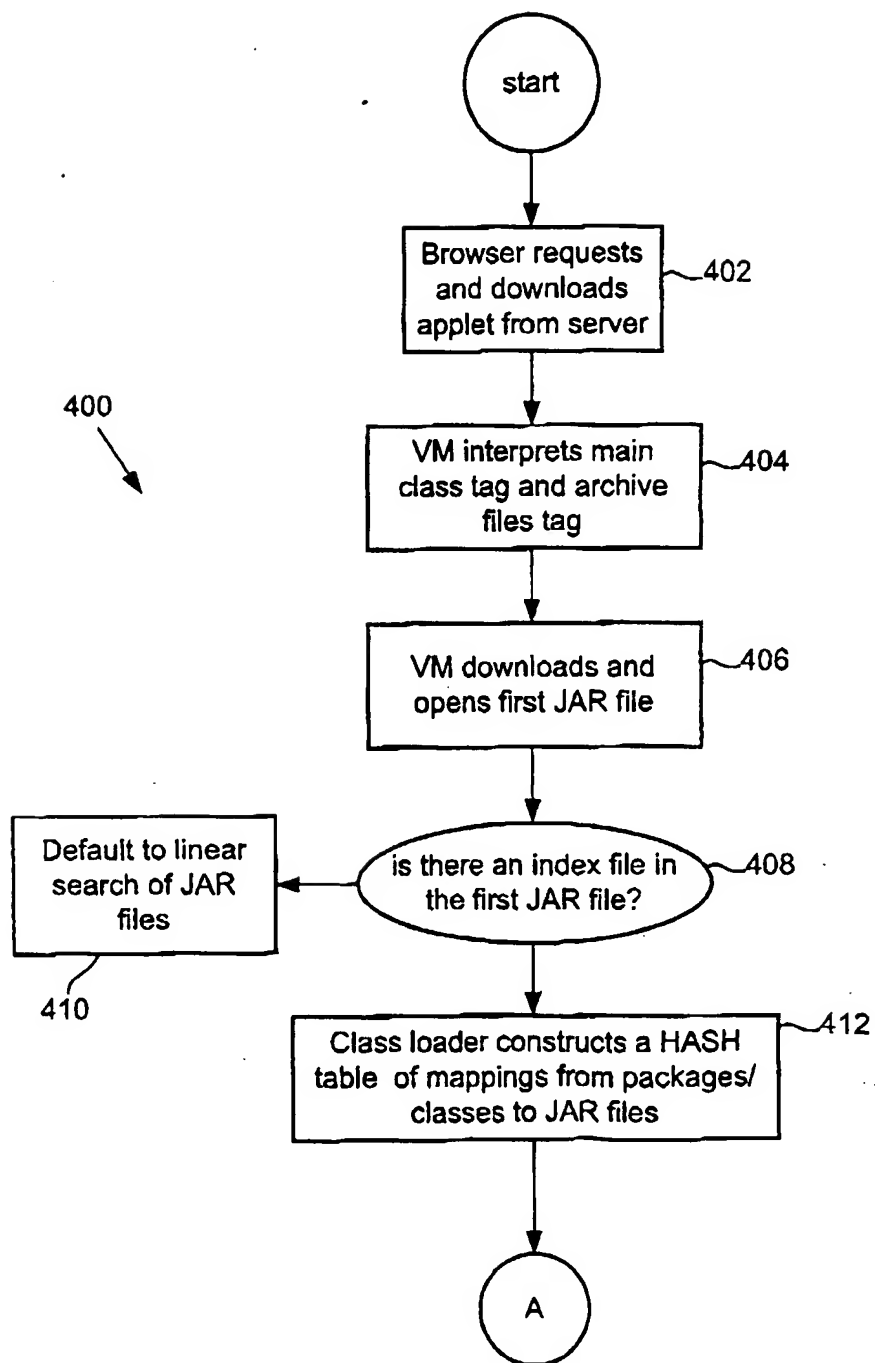 start
Browser requests
and downloads
applet from server
402
400
VM interprets main
class tag and archive
files tag
404
VM downloads and
opens first JAR file
406
Default to linear
search of JAR
files
410
is there an index file in
the first JAR file?
408
Class loader constructs a HASH
table of mappings from packages/
classes to JAR files
412
A